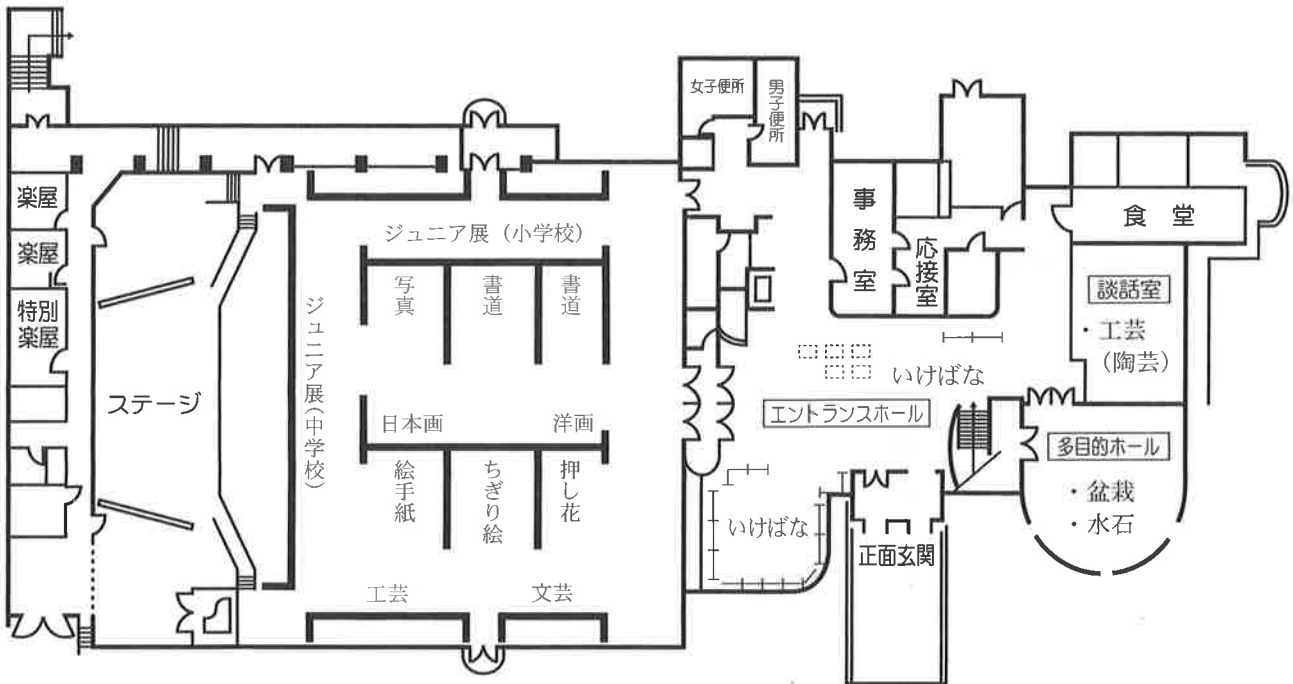 女子便所
男子便所
楽屋
楽屋
特別
楽屋
ステージ
ジュニア展（小学校）
ジュニア展（中学校）
写真
書道
書道
日本画
洋画
絵手紙
ちぎり絵
押し花
工芸
文芸
事務室
応接室
食堂
談話室
・工芸
（陶芸）
いけばな
エントランスホール
多目的ホール
・盆栽
・水石
いけばな
正面玄関